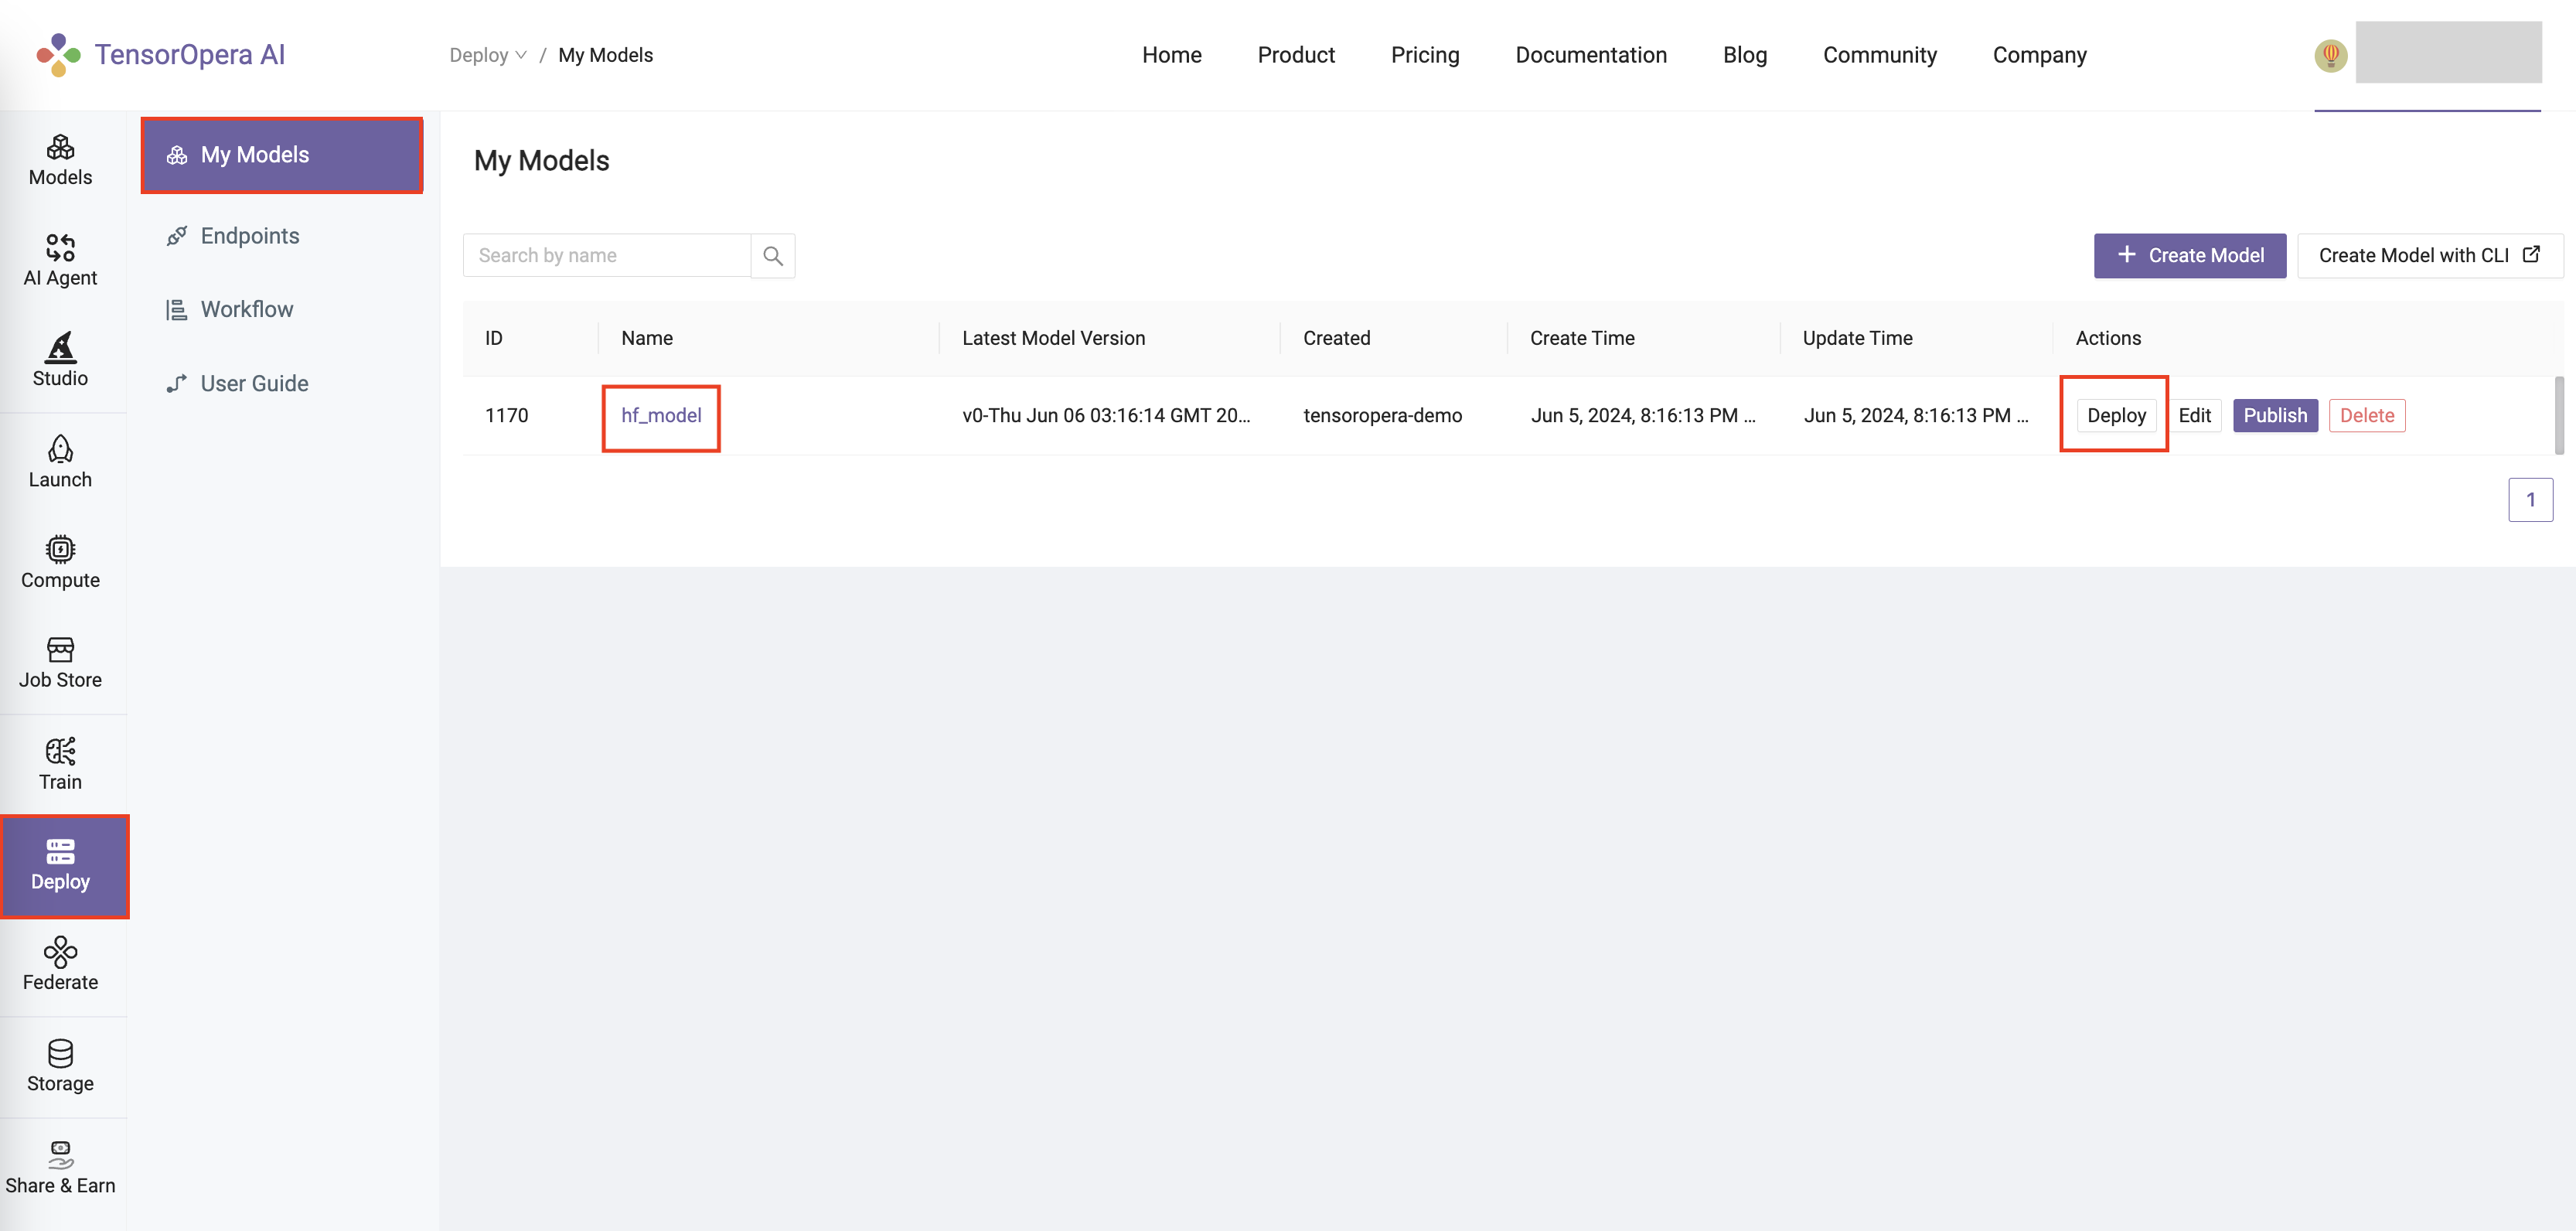 TensorOpera AI
Deploy / My Models
Home Product Pricing Documentation Blog Community Company
Models
AI Agent
Studio
Launch
Compute
Job Store
Train
Deploy
Federate
Storage
Share & Earn
My Models
Endpoints
Workflow
User Guide
My Models
Search by name
+ Create Model
Create Model with CLI
ID Name Latest Model Version Created Create Time Update Time Actions
1170 hf_model v0-Thu Jun 06 03:16:14 GMT 20... tensoropera-demo Jun 5, 2024, 8:16:13 PM ... Jun 5, 2024, 8:16:13 PM ... Deploy Edit Publish Delete
1